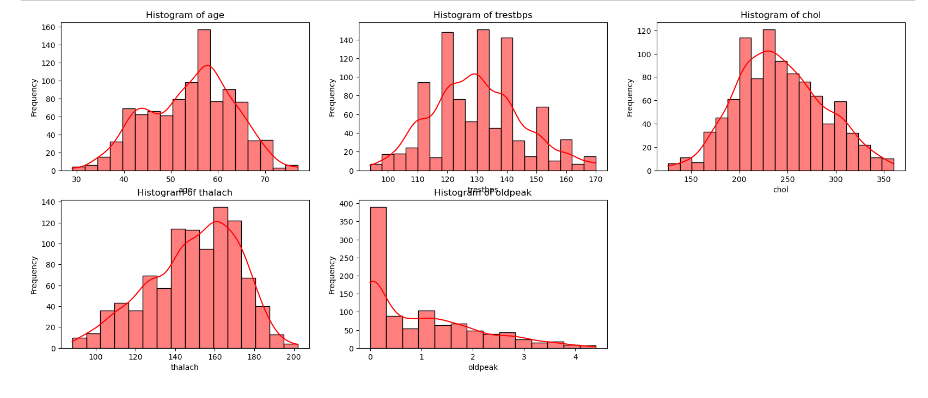 Histogram of age
Histogram of trestbps
Histogram of chol
Frequency
160
140
120
100
80
60
40
20
0
30 40 50 60 70
age
Frequency
140
120
100
80
60
40
20
0
100 110 120 130 140 150 160 170
trestbps
Frequency
120
100
80
60
40
20
0
150 200 250 300 350
chol
Histogram of thalach
Histogram of oldpeak
Frequency
140
120
100
80
60
40
20
0
100 120 140 160 180 200
thalach
Frequency
400
350
300
250
200
150
100
50
0
0 1 2 3 4
oldpeak